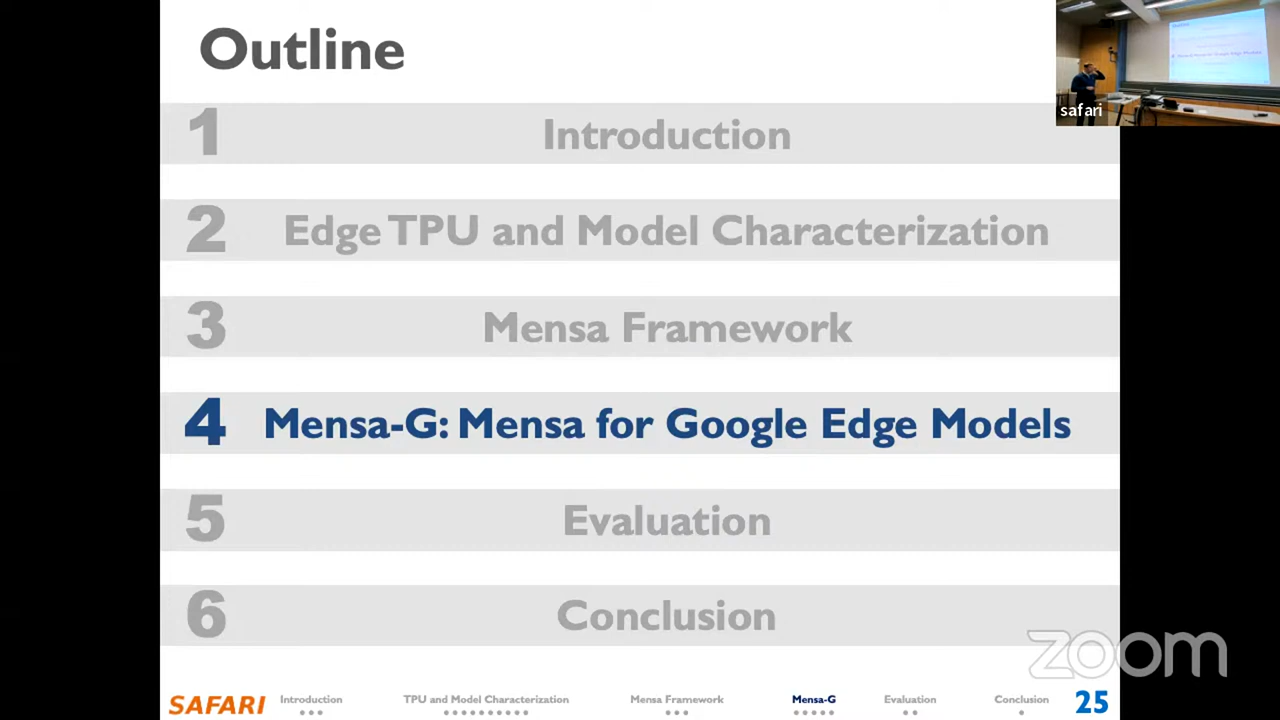 Outline
safari
1 Introduction
2 Edge TPU and Model Characterization
3 Mensa Framework
4 Mensa-G: Mensa for Google Edge Models
5 Evaluation
6 Conclusion
zoom
SAFARI Introduction TPU and Model Characterization Mensa Framework Mensa-G Evaluation Conclusion 25